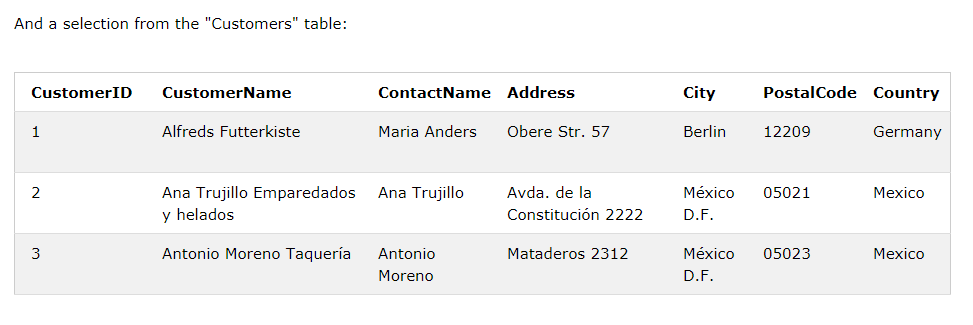 And a selection from the "Customers" table:
CustomerID CustomerName ContactName Address City PostalCode Country
1 Alfreds Futterkiste Maria Anders Obere Str. 57 Berlin 12209 Germany
2 Ana Trujillo Emparedados Ana Trujillo Avda. de la México 05021 Mexico
y helados Constitución 2222 D.F.
3 Antonio Moreno Taquería Antonio Mataderos 2312 México 05023 Mexico
Moreno D.F.